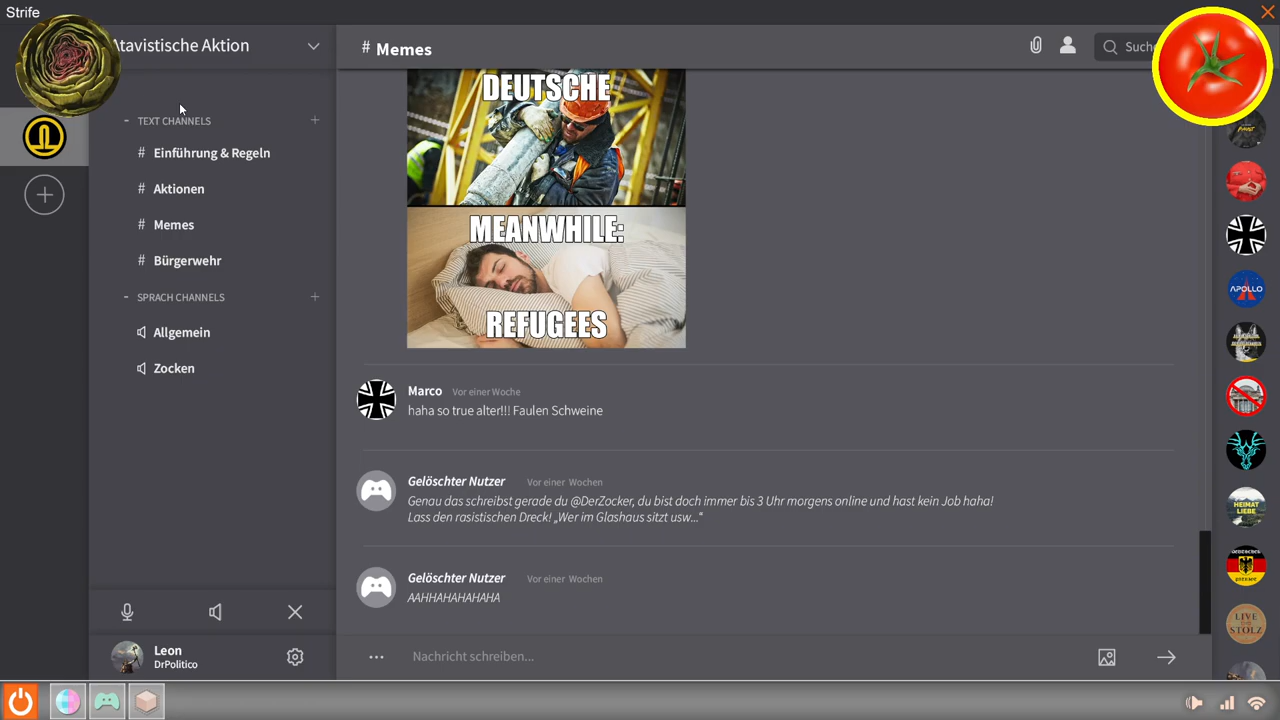 Strife
Atavistische Aktion
TEXT CHANNELS
# Einführung & Regeln
# Aktionen
# Memes
# Bürgerwehr
SPRACH CHANNELS
Allgemein
Zocken
Leon
DrPolitico
# Memes
Suche
DEUTSCHE
MEANWHILE:
REFUGEES
Marco Vor einer Woche
haha so true alter!!! Faulen Schweine
Gelöschter Nutzer Vor einer Wochen
Genau das schreibst gerade du @DerZocker, du bist doch immer bis 3 Uhr morgens online und hast kein Job haha!
Lass den rasistischen Dreck! „Wer im Glashaus sitzt usw...“
Gelöschter Nutzer Vor einer Wochen
AAHHAHAHAHAHA
Nachricht schreiben...
APOLLO
HEIMAT
LIEBE
LIVE
STOLZ